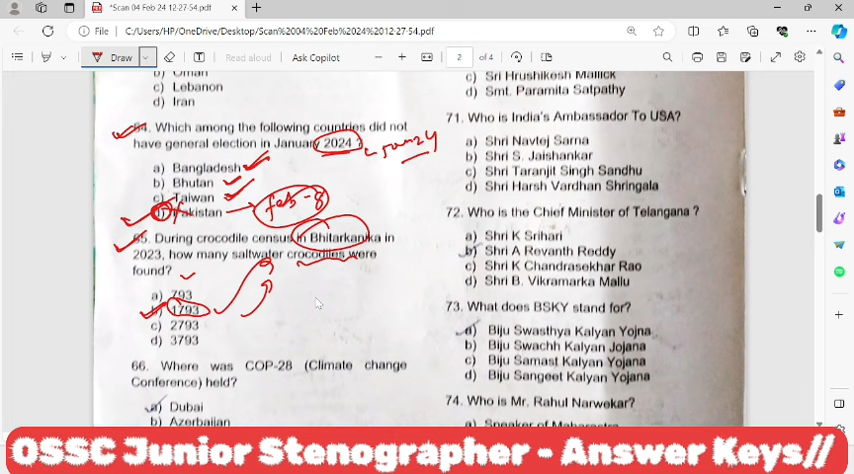 *Scan 04 Feb 24 12-27-54.pdf
File
C:/Users/HP/OneDrive/Desktop/Scan%2004%20Feb%2024%2012-27-54.pdf
Draw
Read aloud
Ask Copilot
2
of 4
b) Oman
c) Lebanon
d) Iran
64. Which among the following countries did not
have general election in January 2024 ?
Jan 24
a) Bangladesh
b) Bhutan
c) Taiwan
d) Pakistan
Feb-8
65. During crocodile census in Bhitarkanika in
2023, how many saltwater crocodiles were
found?
a) 793
b) 1793
c) 2793
d) 3793
66. Where was COP-28 (Climate change
Conference) held?
a) Dubai
b) Azerbaijan
c) Sri Hrushikesh Mallick
d) Smt. Paramita Satpathy
71. Who is India's Ambassador To USA?
a) Shri Navtej Sarna
b) Shri S. Jaishankar
c) Shri Taranjit Singh Sandhu
d) Shri Harsh Vardhan Shringala
72. Who is the Chief Minister of Telangana ?
a) Shri K Srihari
b) Shri A Revanth Reddy
c) Shri K Chandrasekhar Rao
d) Shri B. Vikramarka Mallu
73. What does BSKY stand for?
a) Biju Swasthya Kalyan Yojna
b) Biju Swachh Kalyan Jojana
c) Biju Samast Kalyan Yojana
d) Biju Sangeet Kalyan Yojana
74. Who is Mr. Rahul Narwekar?
a) Speaker of Maharashtra
OSSC Junior Stenographer - Answer Keys//